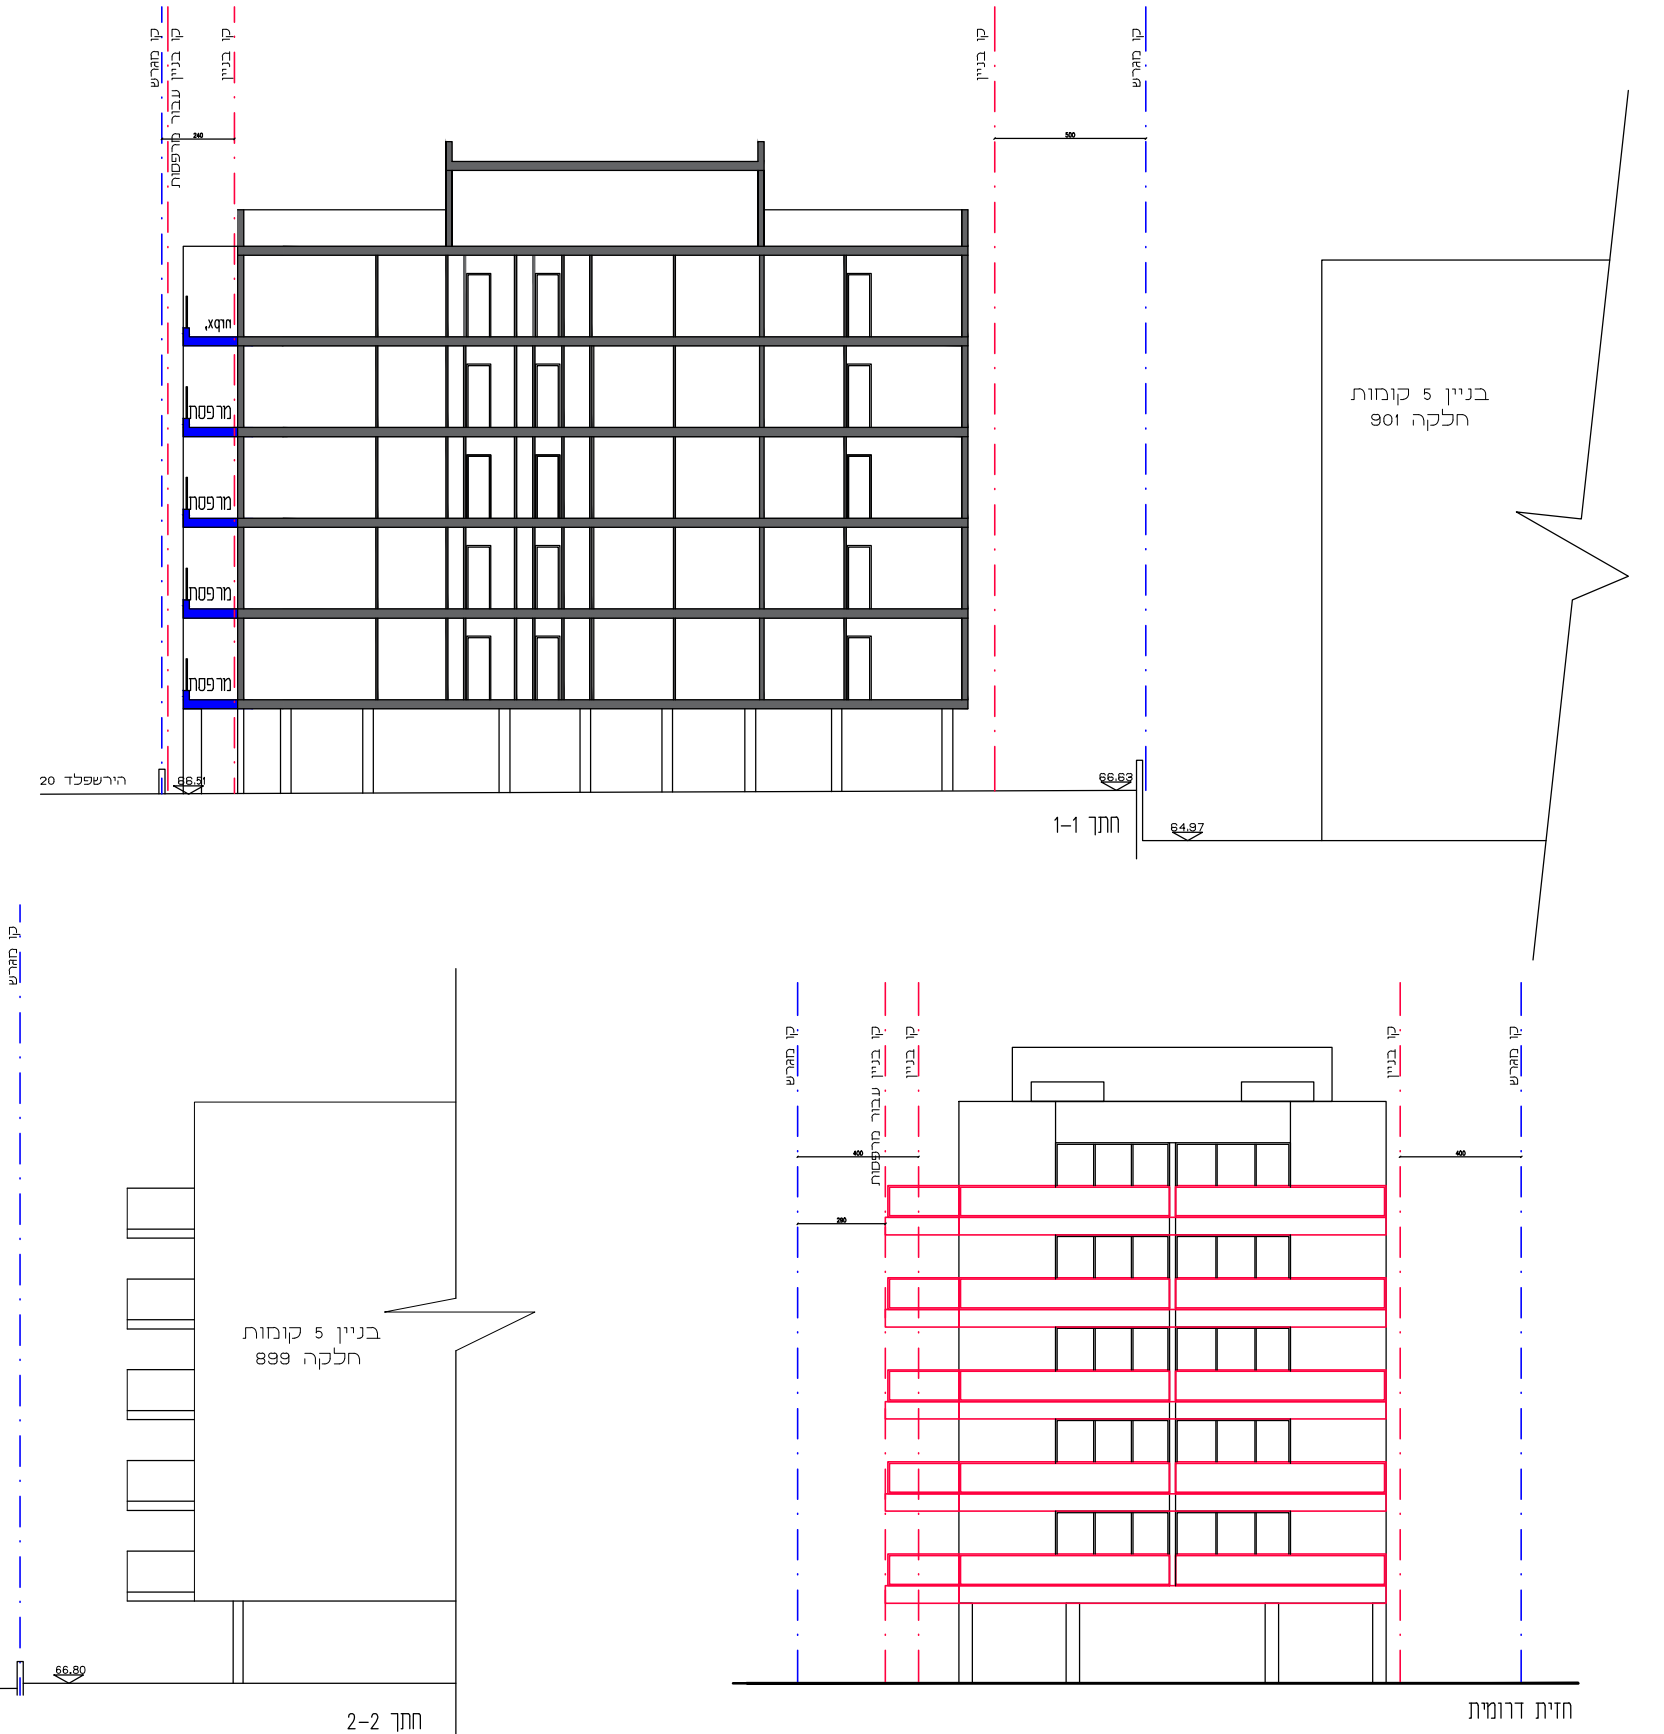 קו מגרש
קו בניין עבור מרפסות
קו בניין
קו בניין
קו מגרש
240
500
מרפסת
מרפסת
מרפסת
מרפסת
בניין 5 קומות
חלקה 901
הירשפלד 20
66.51
66.63
64.97
חתך 1-1
קו מגרש
קו מגרש
קו בניין עבור מרפסות
קו בניין
קו בניין
קו מגרש
400
400
280
בניין 5 קומות
חלקה 899
66.80
חתך 2-2
חזית דרומית